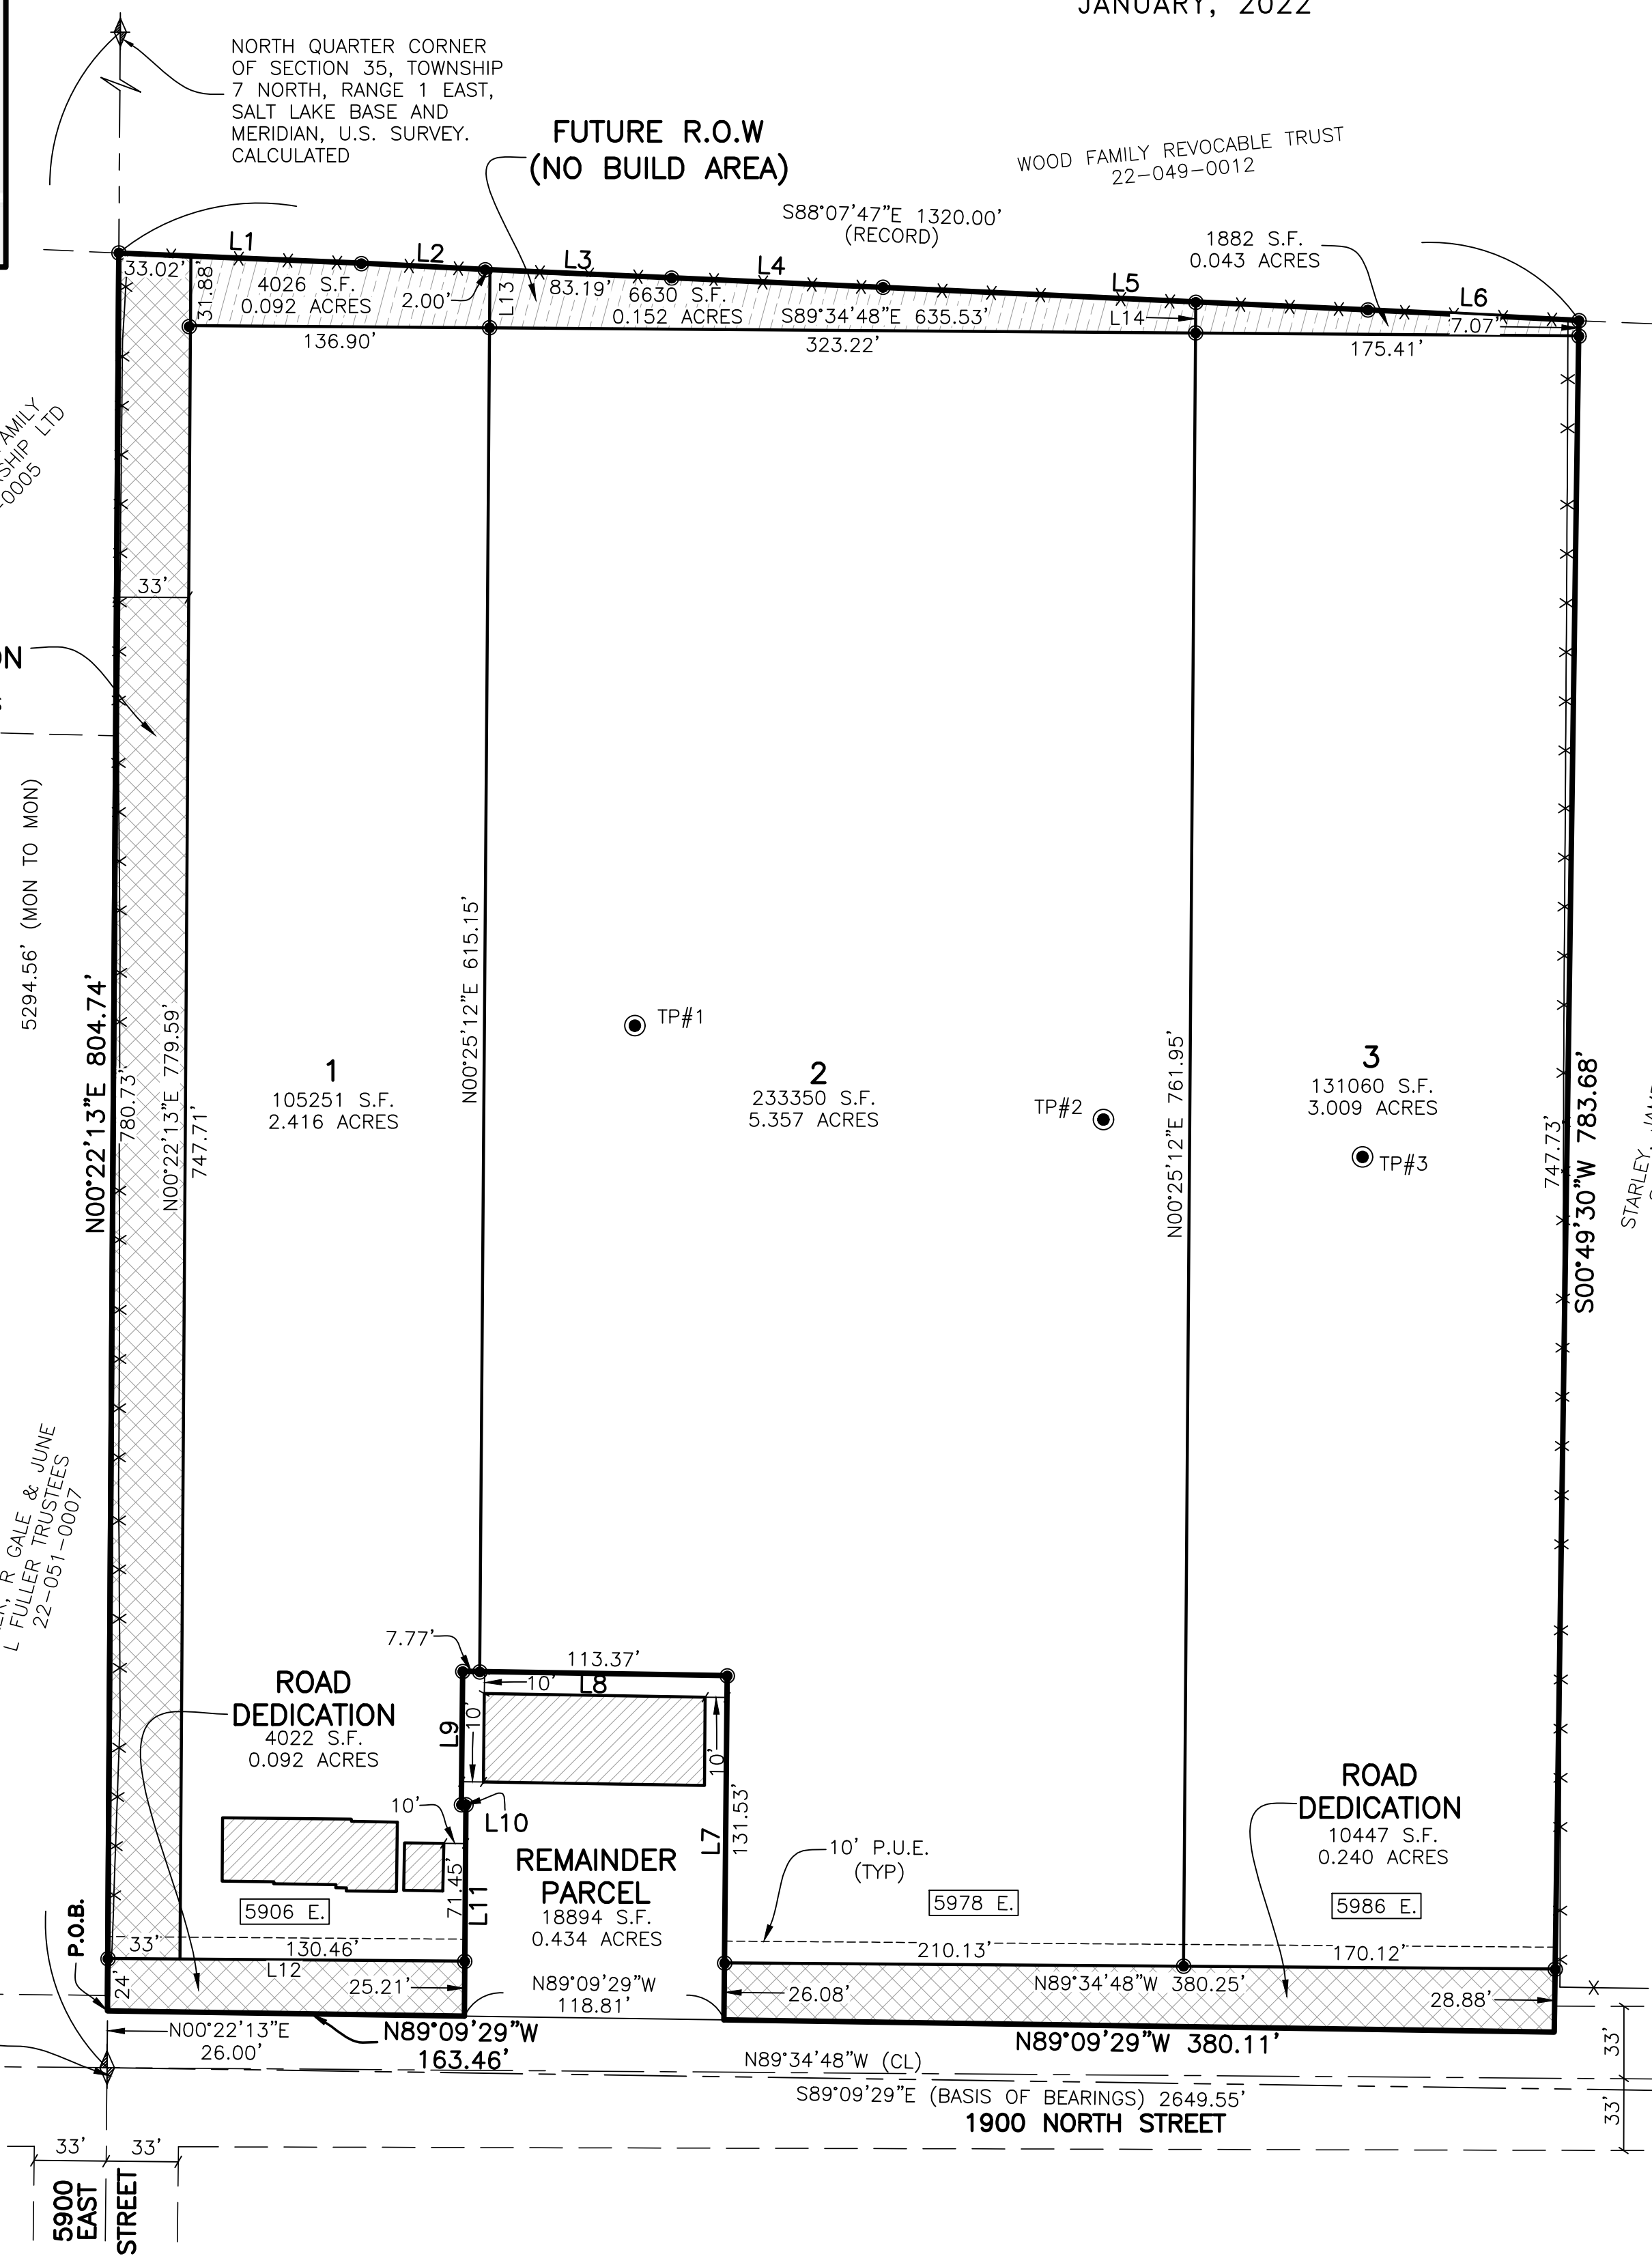 JANUARY, 2022
NORTH QUARTER CORNER
OF SECTION 35, TOWNSHIP
7 NORTH, RANGE 1 EAST,
SALT LAKE BASE AND
MERIDIAN, U.S. SURVEY.
CALCULATED
FUTURE R.O.W
(NO BUILD AREA)
WOOD FAMILY REVOCABLE TRUST
22-049-0012
S88°07'47"E 1320.00'
(RECORD)
1882 S.F.
0.043 ACRES
L1
L2
L3
L4
L5
L6
33.02'
31.88'
4026 S.F.
0.092 ACRES
2.00'
L13
83.19'
6630 S.F.
0.152 ACRES
S89°34'48"E 635.53'
L14
7.07'
136.90'
323.22'
175.41'
22-
SHIP LTD
-0005
33'
ON
5294.56' (MON TO MON)
N00°22'13"E 804.74'
780.73'
N00°22'13"E 779.59'
747.71'
N00°25'12"E 615.15'
N00°25'12"E 761.95'
747.73'
S00°49'30"W 783.68'
STARLEY,
TP#1
TP#2
TP#3
1
105251 S.F.
2.416 ACRES
2
233350 S.F.
5.357 ACRES
3
131060 S.F.
3.009 ACRES
R GALE & JUNE
L FULLER TRUSTEES
22-051-0007
7.77'
113.37'
10'
L8
L9
10'
10'
ROAD
DEDICATION
4022 S.F.
0.092 ACRES
10'
L10
71.45'
L11
L7
131.53'
REMAINDER
PARCEL
18894 S.F.
0.434 ACRES
10' P.U.E.
(TYP)
ROAD
DEDICATION
10447 S.F.
0.240 ACRES
5906 E.
5978 E.
5986 E.
P.O.B.
33'
130.46'
210.13'
170.12'
L12
24'
25.21'
N89°09'29"W
118.81'
26.08'
N89°34'48"W 380.25'
28.88'
N00°22'13"E
26.00'
N89°09'29"W
163.46'
N89°09'29"W 380.11'
N89°34'48"W (CL)
S89°09'29"E (BASIS OF BEARINGS) 2649.55'
1900 NORTH STREET
33'
33'
33'
33'
5900
EAST
STREET